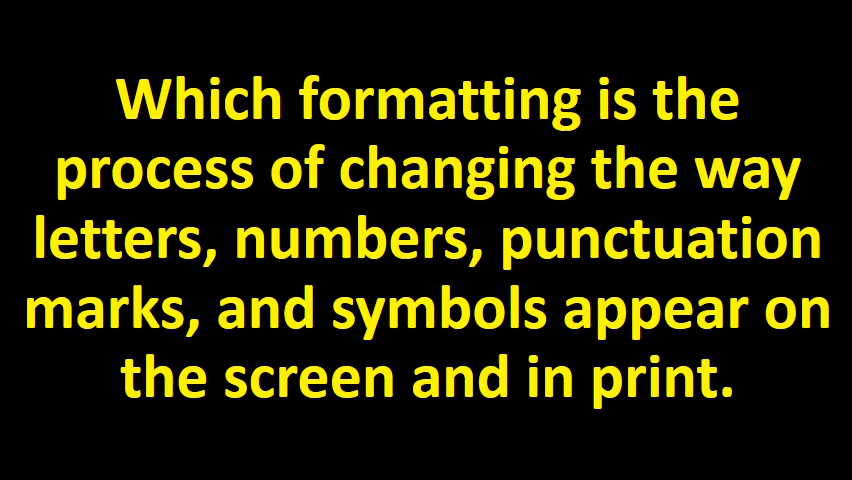 Which formatting is the
process of changing the way
letters, numbers, punctuation
marks, and symbols appear on
the screen and in print.